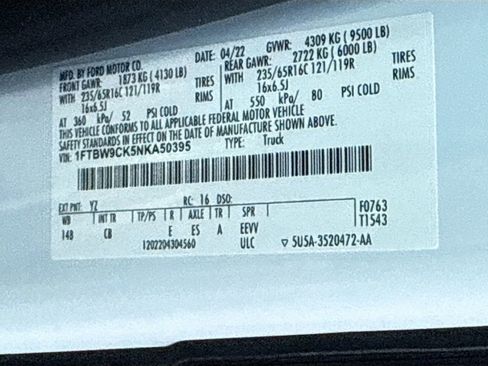 MFD. BY FORD MOTOR CO.
DATE: 04/22 GVWR: 4309 KG ( 9500 LB)
FRONT GAWR: 1873 KG ( 4130 LB) REAR GAWR: 2722 KG ( 6000 LB)
WITH 235/65R16C 121/119R TIRES WITH 235/65R16C 121/119R TIRES
16x6.5J RIMS 16x6.5J RIMS
AT 360 kPa/ 52 PSI COLD AT 550 kPa/ 80 PSI COLD
THIS VEHICLE CONFORMS TO ALL APPLICABLE FEDERAL MOTOR VEHICLE
SAFETY STANDARDS IN EFFECT ON THE DATE OF MANUFACTURE SHOWN ABOVE.
VIN: 1FTBW9CK5NKA50395 TYPE: Truck
EXT PNT: YZ RC: 16 DSO:
WB INT TR TP/PS R AXLE TR SPR
148 CB E ES A EEVV
1202204304560 ULC
F0763
T1543
▽ 5USA-3520472-AA